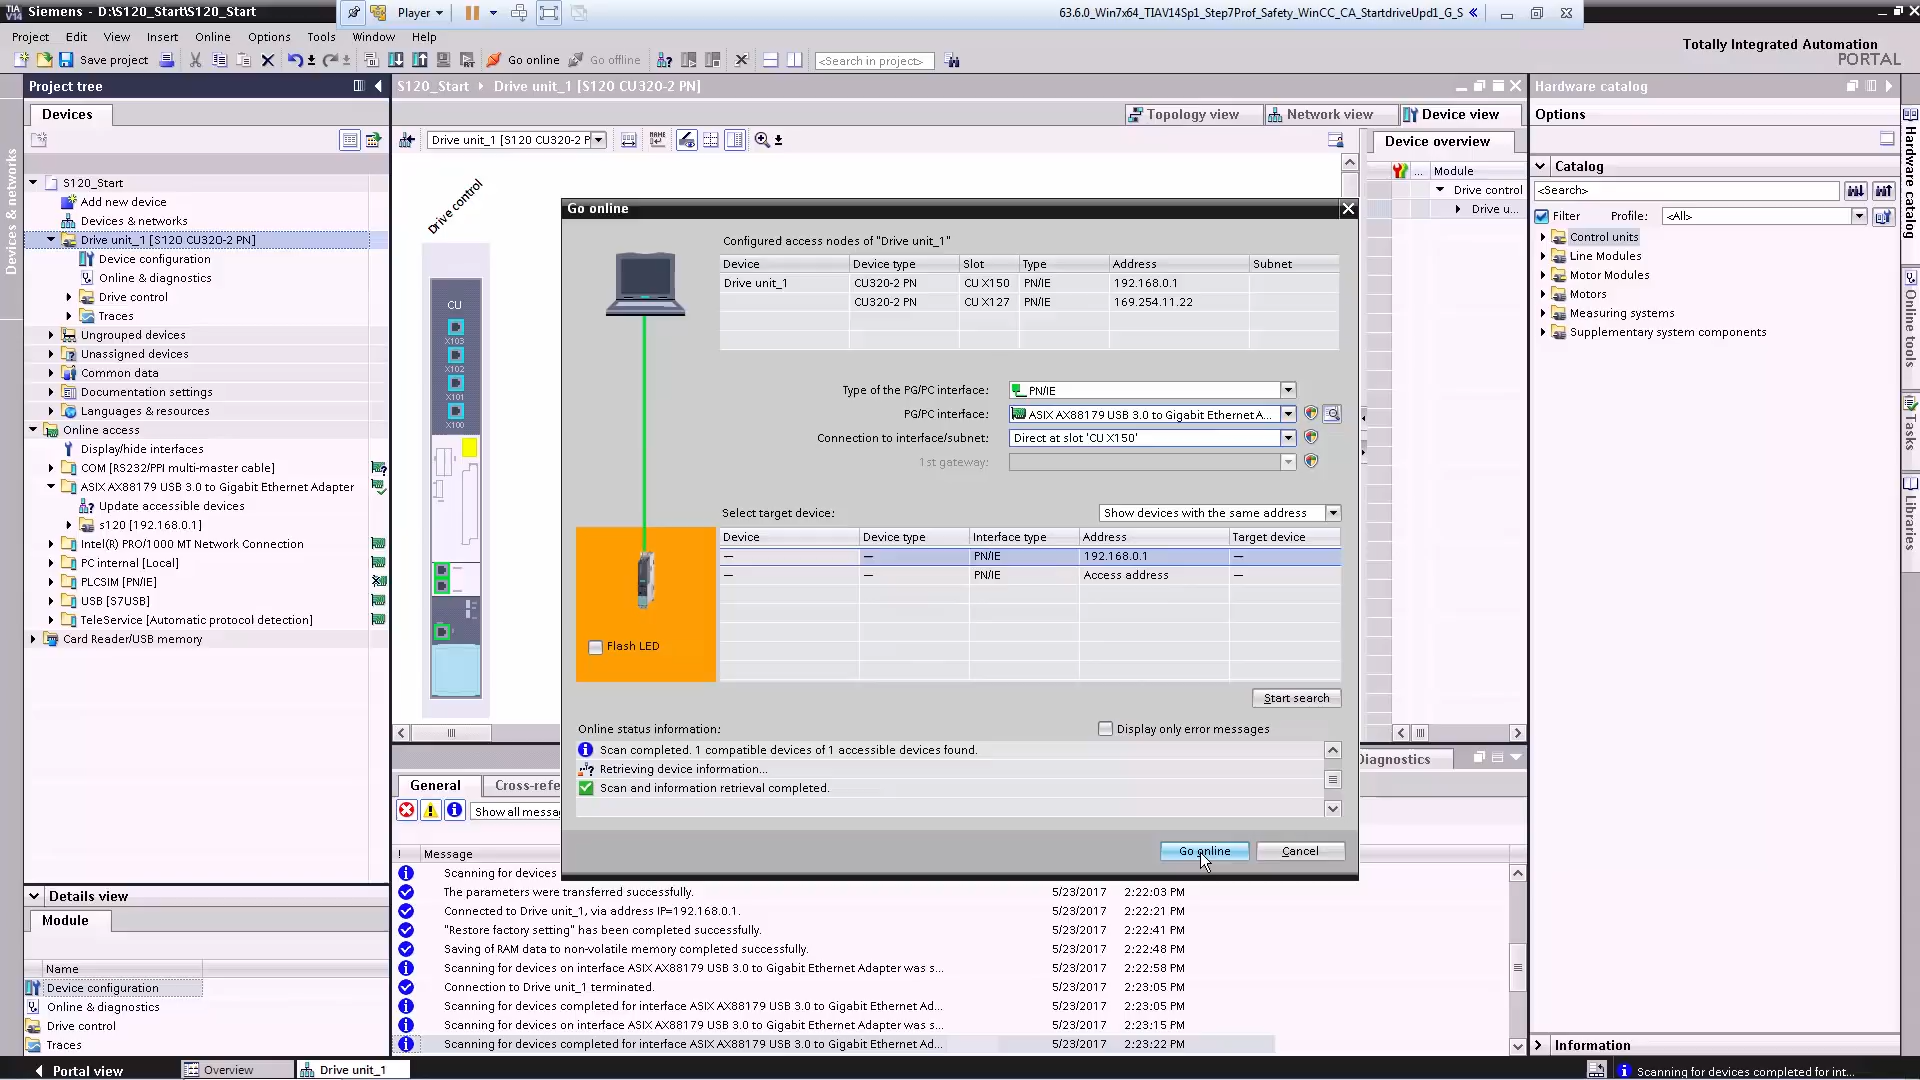 Siemens - D:\S120_Start\S120_Start
Player
63.6.0_Win7x64_TIAV14Sp1_Step7Prof_Safety_WinCC_CA_StartdriveUpd1_G_S
Project Edit View Insert Online Options Tools Window Help
Totally Integrated Automation
PORTAL
Save project
Go online
Go offline
<Search in project>
Project tree
S120_Start
Drive unit_1 [S120 CU320-2 PN]
Hardware catalog
Devices
Topology view
Network view
Device view
Options
Drive unit_1 [S120 CU320-2 P
Device overview
Devices & networks
S120_Start
Add new device
Devices & networks
Drive unit_1 [S120 CU320-2 PN]
Device configuration
Online & diagnostics
Drive control
Traces
Ungrouped devices
Unassigned devices
Common data
Documentation settings
Languages & resources
Online access
Display/hide interfaces
COM [RS232/PPI multi-master cable]
ASIX AX88179 USB 3.0 to Gigabit Ethernet Adapter
Update accessible devices
s120 [192.168.0.1]
Intel(R) PRO/1000 MT Network Connection
PC internal [Local]
PLCSIM [PN/IE]
USB [S7USB]
TeleService [Automatic protocol detection]
Card Reader/USB memory
Drive control
CU
X103
X102
X101
X100
... Module
Drive control
Drive u...
Go online
Configured access nodes of "Drive unit_1"
Device Device type Slot Type Address Subnet
Drive unit_1 CU320-2 PN CU X150 PN/IE 192.168.0.1
CU320-2 PN CU X127 PN/IE 169.254.11.22
Type of the PG/PC interface: PN/IE
PG/PC interface: ASIX AX88179 USB 3.0 to Gigabit Ethernet A...
Connection to interface/subnet: Direct at slot 'CU X150'
1st gateway:
Select target device: Show devices with the same address
Device Device type Interface type Address Target device
— — PN/IE 192.168.0.1 —
— — PN/IE Access address —
Flash LED
Start search
Online status information:
Display only error messages
Scan completed. 1 compatible devices of 1 accessible devices found.
Retrieving device information...
Scan and information retrieval completed.
Go online
Cancel
Catalog
<Search>
Filter Profile: <All>
Control units
Line Modules
Motor Modules
Motors
Measuring systems
Supplementary system components
Hardware catalog
Online tools
Tasks
Libraries
Diagnostics
General
Cross-refe
Show all messa
! Message
Scanning for devices
The parameters were transferred successfully. 5/23/2017 2:22:03 PM
Connected to Drive unit_1, via address IP=192.168.0.1. 5/23/2017 2:22:21 PM
"Restore factory setting" has been completed successfully. 5/23/2017 2:22:41 PM
Saving of RAM data to non-volatile memory completed successfully. 5/23/2017 2:22:48 PM
Scanning for devices on interface ASIX AX88179 USB 3.0 to Gigabit Ethernet Adapter was s... 5/23/2017 2:22:58 PM
Connection to Drive unit_1 terminated. 5/23/2017 2:23:05 PM
Scanning for devices completed for interface ASIX AX88179 USB 3.0 to Gigabit Ethernet Ad... 5/23/2017 2:23:05 PM
Scanning for devices on interface ASIX AX88179 USB 3.0 to Gigabit Ethernet Adapter was s... 5/23/2017 2:23:15 PM
Scanning for devices completed for interface ASIX AX88179 USB 3.0 to Gigabit Ethernet Ad... 5/23/2017 2:23:22 PM
Details view
Module
Name
Device configuration
Online & diagnostics
Drive control
Traces
Information
Portal view
Overview
Drive unit_1
Scanning for devices completed for int...